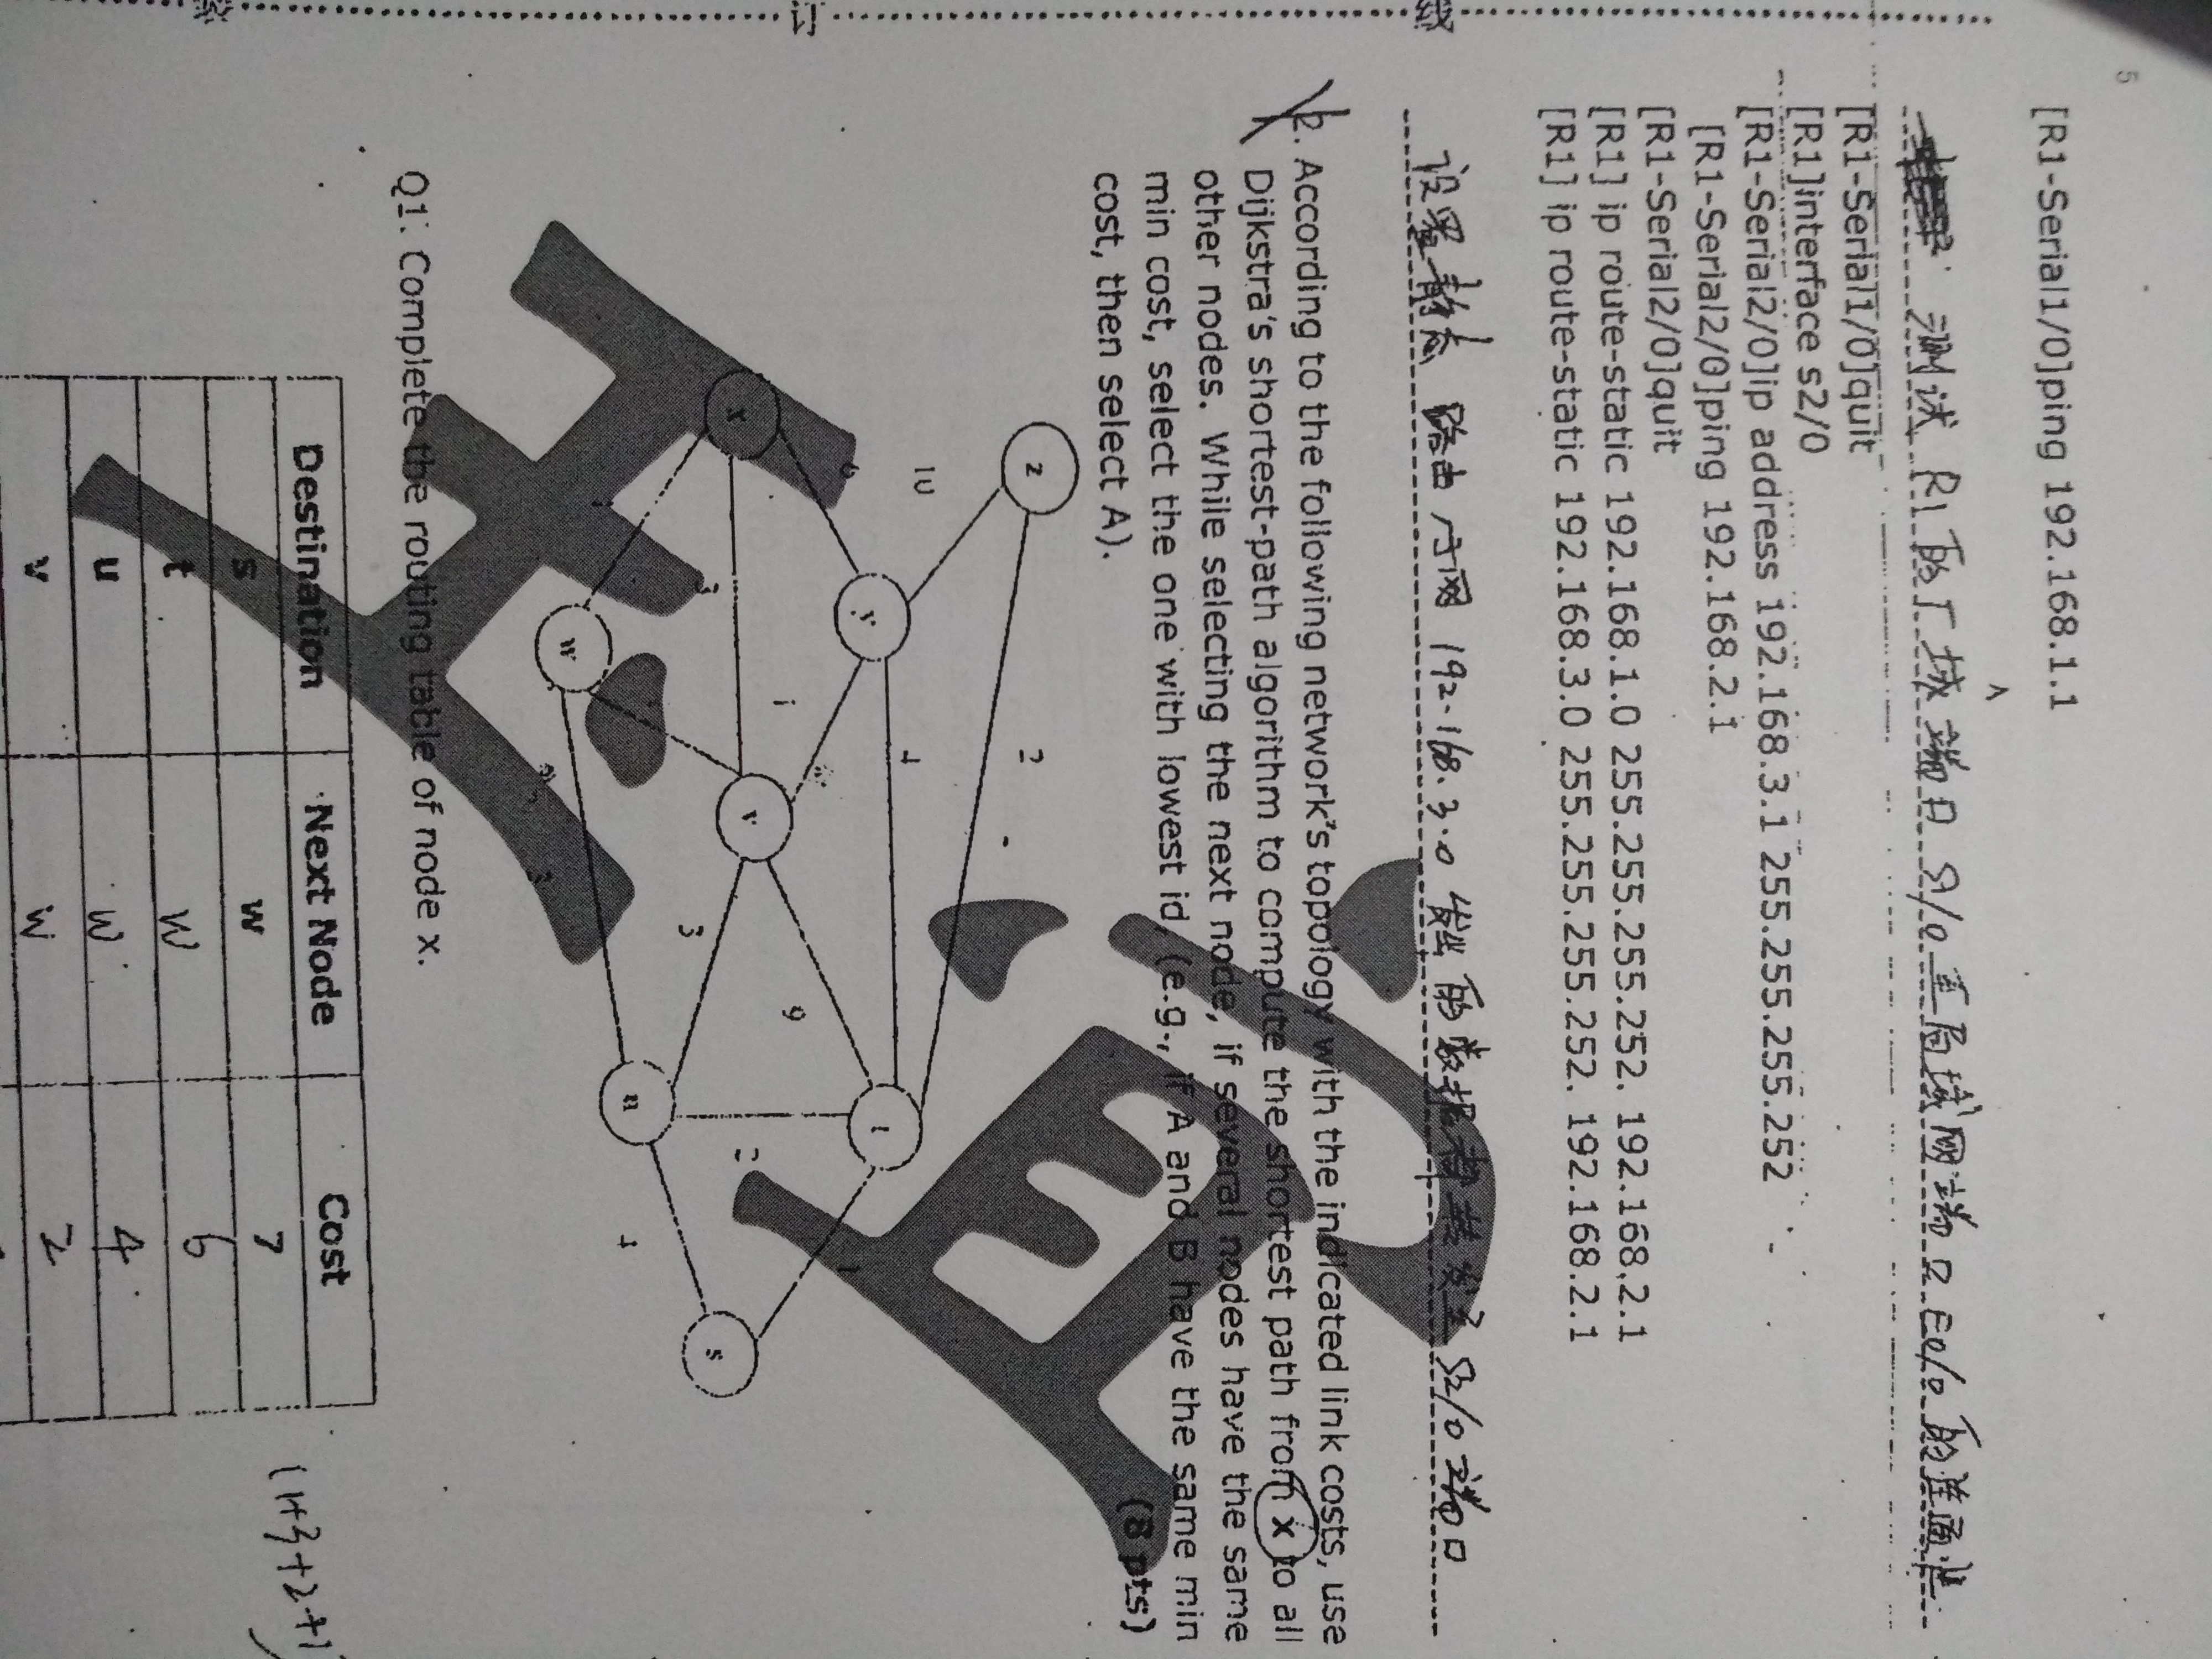 5
[R1-Serial1/0]ping 192.168.1.1
测试 R1的广域端口 S1/0至局域网端口 E0/0的连通性
[R1-Serial1/0]quit
[R1]interface s2/0
[R1-Serial2/0]ip address 192.168.3.1 255.255.255.252
[R1-Serial2/0]ping 192.168.2.1
[R1-Serial2/0]quit
[R1] ip route-static 192.168.1.0 255.255.255.252. 192.168.2.1
[R1] ip route-static 192.168.3.0 255.255.255.252. 192.168.2.1
设置静态 路由 子网 192.168.3.0 发出的数据都转发至 S2/0 端口
2. According to the following network's topology with the indicated link costs, use
Dijkstra's shortest-path algorithm to compute the shortest path from x to all
other nodes. While selecting the next node, if several nodes have the same
min cost, select the one with lowest id, (e.g., if A and B have the same min
cost, then select A).
(8 pts)
z
2
10
y
t
6
1
1
9
x
v
2
s
3
3
u
w
3
Q1. Complete the routing table of node x.
Destination Next Node Cost
s w 7 (1+3+2+1)
t w 6
u w 4
v w 2